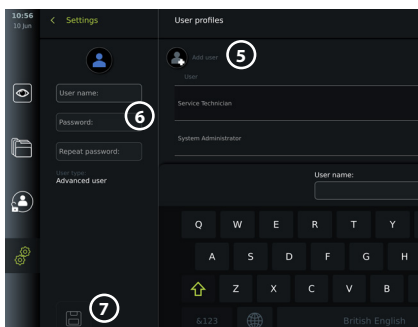 10:56
10 Jun
Settings
User profiles
5
Add user
User
User name:
Service Technician
6
Password:
System Administrator
Repeat password:
User type:
Advanced user
User name:
Q W E R T Y
A S D F G H
Z X C V B
7
&123
British English